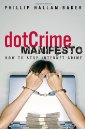 PHILLIP HALLAM-BAKER
dotCrime
MANIFESTO
HOW TO STOP INTERNET CRIME